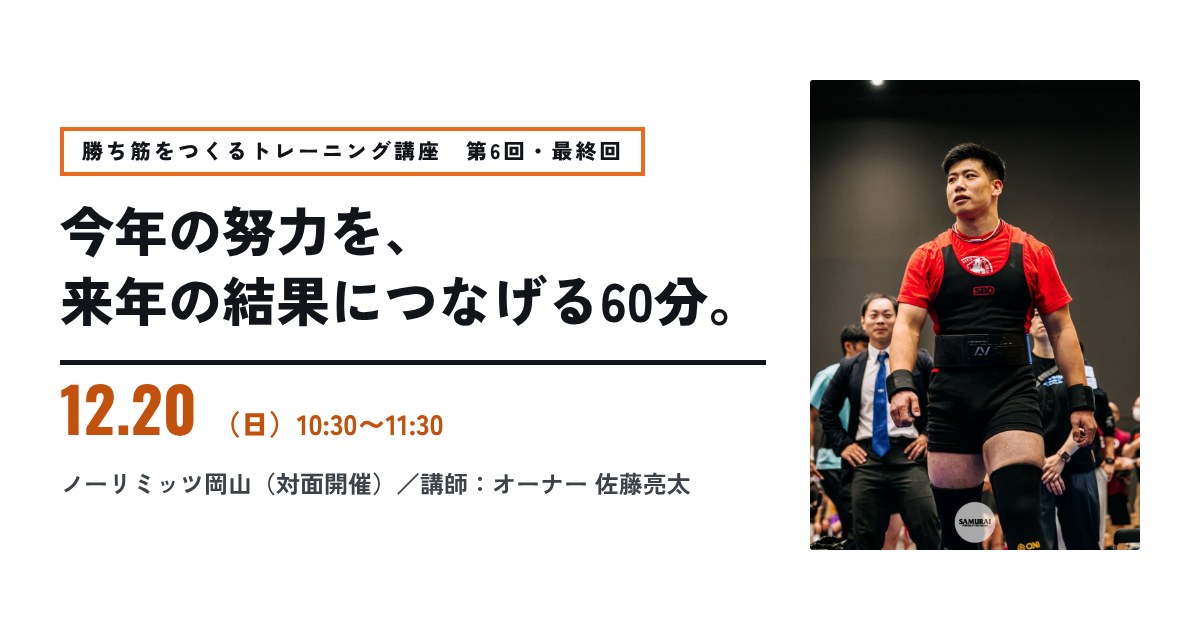 勝ち筋をつくるトレーニング講座　第6回・最終回
今年の努力を、
来年の結果につなげる60分。
12.20 （日）10:30〜11:30
ノーリミッツ岡山（対面開催）／講師：オーナー 佐藤亮太
SBD
SAMURAI
ONI